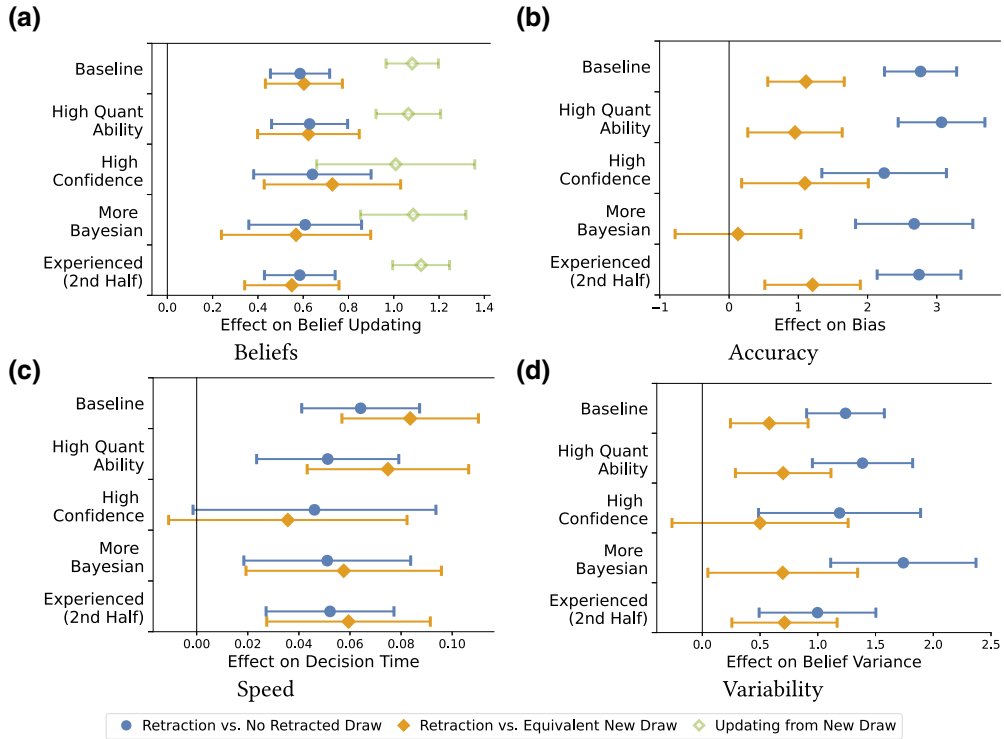 (a)
Baseline
High Quant
Ability
High
Confidence
More
Bayesian
Experienced
(2nd Half)
0.0 0.2 0.4 0.6 0.8 1.0 1.2 1.4
Effect on Belief Updating
Beliefs
(b)
Baseline
High Quant
Ability
High
Confidence
More
Bayesian
Experienced
(2nd Half)
−1 0 1 2 3
Effect on Bias
Accuracy
(c)
Baseline
High Quant
Ability
High
Confidence
More
Bayesian
Experienced
(2nd Half)
0.00 0.02 0.04 0.06 0.08 0.10
Effect on Decision Time
Speed
(d)
Baseline
High Quant
Ability
High
Confidence
More
Bayesian
Experienced
(2nd Half)
0.0 0.5 1.0 1.5 2.0 2.5
Effect on Belief Variance
Variability
Retraction vs. No Retracted Draw Retraction vs. Equivalent New Draw Updating from New Draw